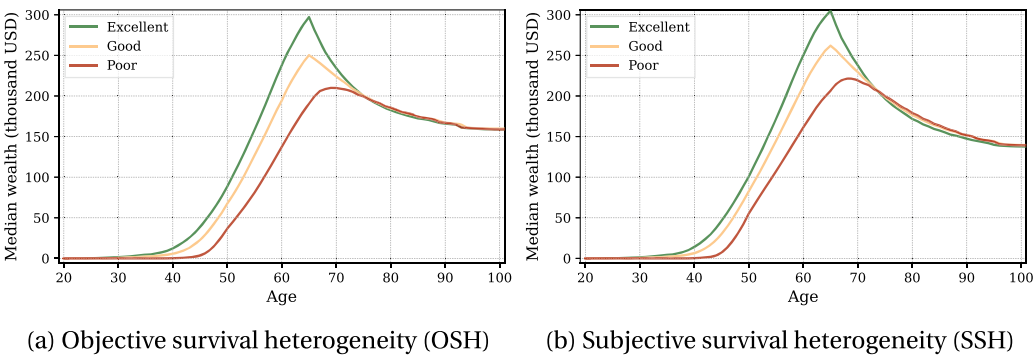 Median wealth (thousand USD)
300
250
200
150
100
50
0
Excellent
Good
Poor
20 30 40 50 60 70 80 90 100
Age
(a) Objective survival heterogeneity (OSH)
Median wealth (thousand USD)
300
250
200
150
100
50
0
Excellent
Good
Poor
20 30 40 50 60 70 80 90 100
Age
(b) Subjective survival heterogeneity (SSH)